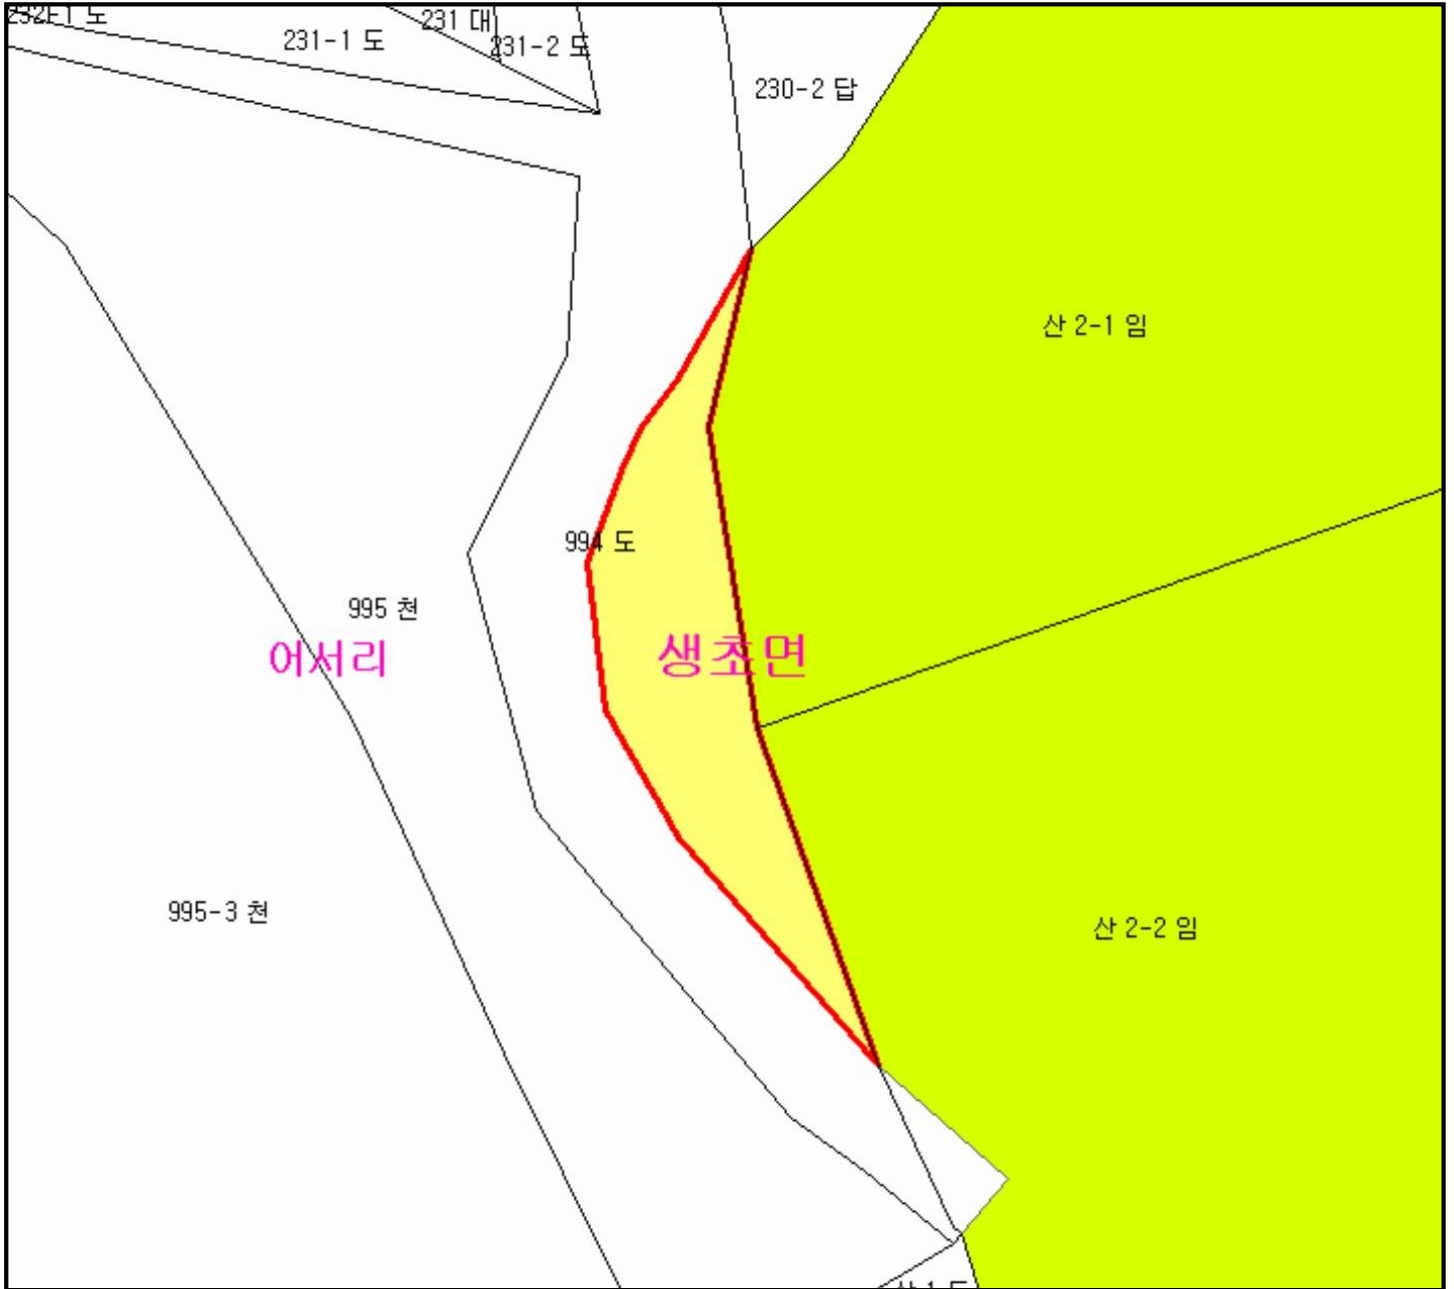 231 대
231-1 도
231-2 도
230-2 답
산 2-1 임
994 도
995 천
어서리
생초면
995-3 천
산 2-2 임